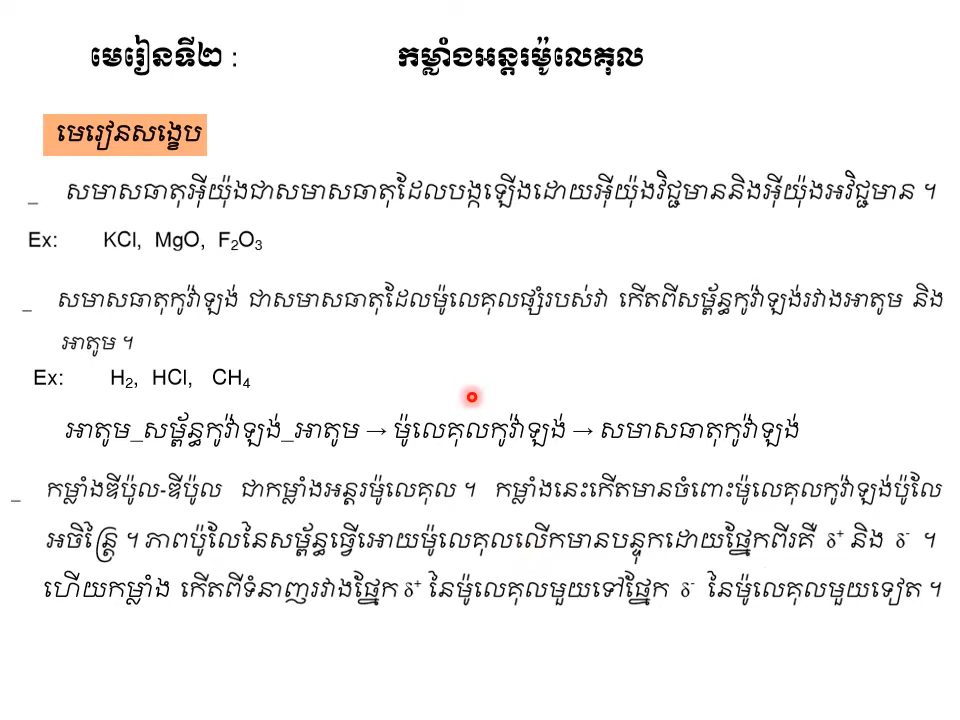 មេរៀនទី២ : កម្លាំងអន្តរម៉ូលេគុល
មេរៀនសង្ខេប
_ សមាសធាតុអ៊ីយ៉ុងជាសមាសធាតុដែលបង្កឡើងដោយអ៊ីយ៉ុងវិជ្ជមាននិងអ៊ីយ៉ុងអវិជ្ជមាន ។
Ex: KCl, MgO, F₂O₃
_ សមាសធាតុកូវ៉ាឡង់ ជាសមាសធាតុដែលម៉ូលេគុលផ្សំរបស់វា កើតពីសម្ព័ន្ធកូវ៉ាឡង់រវាងអាតូម និង
អាតូម ។
Ex: H₂, HCl, CH₄
អាតូម_សម្ព័ន្ធកូវ៉ាឡង់_អាតូម → ម៉ូលេគុលកូវ៉ាឡង់ → សមាសធាតុកូវ៉ាឡង់
_ កម្លាំងឌីប៉ូល-ឌីប៉ូល ជាកម្លាំងអន្តរម៉ូលេគុល ។ កម្លាំងនេះកើតមានចំពោះម៉ូលេគុលកូវ៉ាឡង់ប៉ូលែ
អចិន្ត្រៃ ។ ភាពប៉ូលែនៃសម្ព័ន្ធធ្វើអោយម៉ូលេគុលលើកមានបន្ទុកដោយផ្នែកពីរគឺ δ⁺ និង δ⁻ ។
ហើយកម្លាំង កើតពីទំនាញរវាងផ្នែក δ⁺ នៃម៉ូលេគុលមួយទៅផ្នែក δ⁻ នៃម៉ូលេគុលមួយទៀត ។